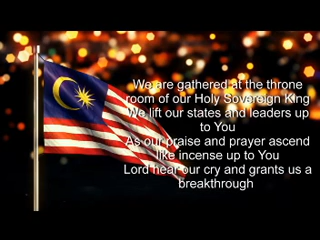 We are gathered at the throne
room of our Holy Sovereign King
We lift our states and leaders up
to You
As our praise and prayer ascend
like incense up to You
Lord hear our cry and grants us a
breakthrough